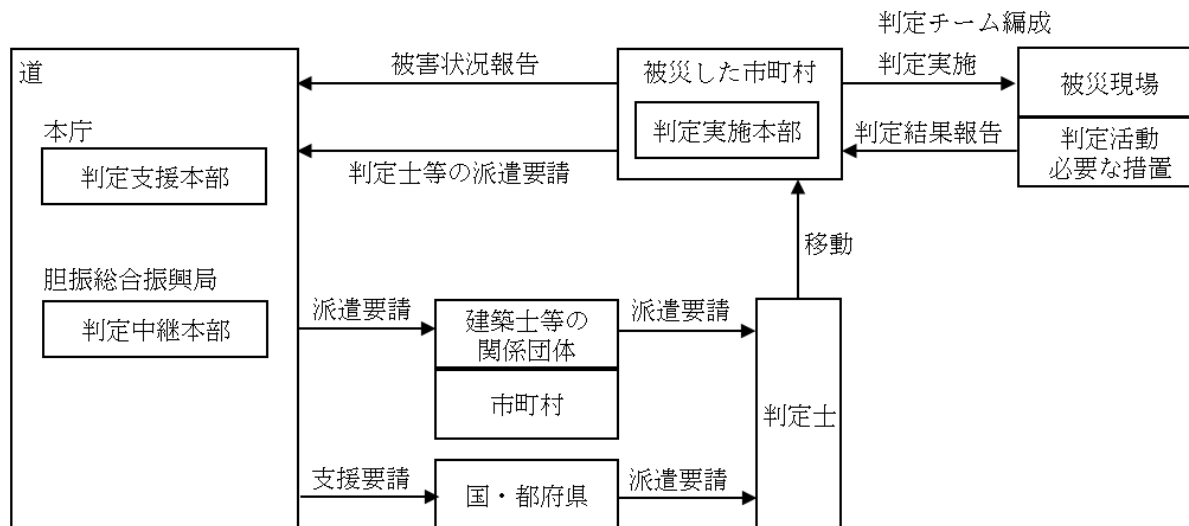 判定チーム編成
道
被害状況報告
被災した市町村
判定実施
被災現場
本庁
判定実施本部
判定結果報告
判定活動
必要な措置
判定支援本部
判定士等の派遣要請
移動
胆振総合振興局
判定中継本部
派遣要請
建築士等の
関係団体
派遣要請
市町村
判定士
支援要請
国・都府県
派遣要請